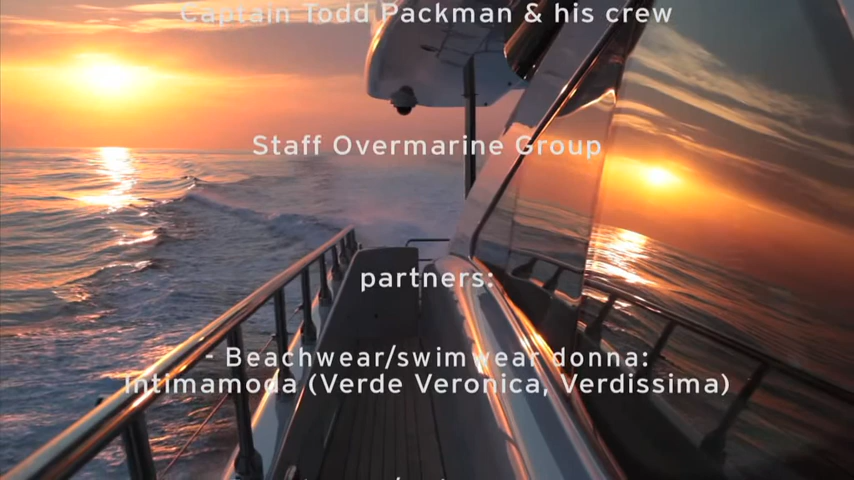 Captain Todd Packman & his crew
Staff Overmarine Group
partners:
- Beachwear/swimwear donna:
Intimamoda (Verde Veronica, Verdissima)